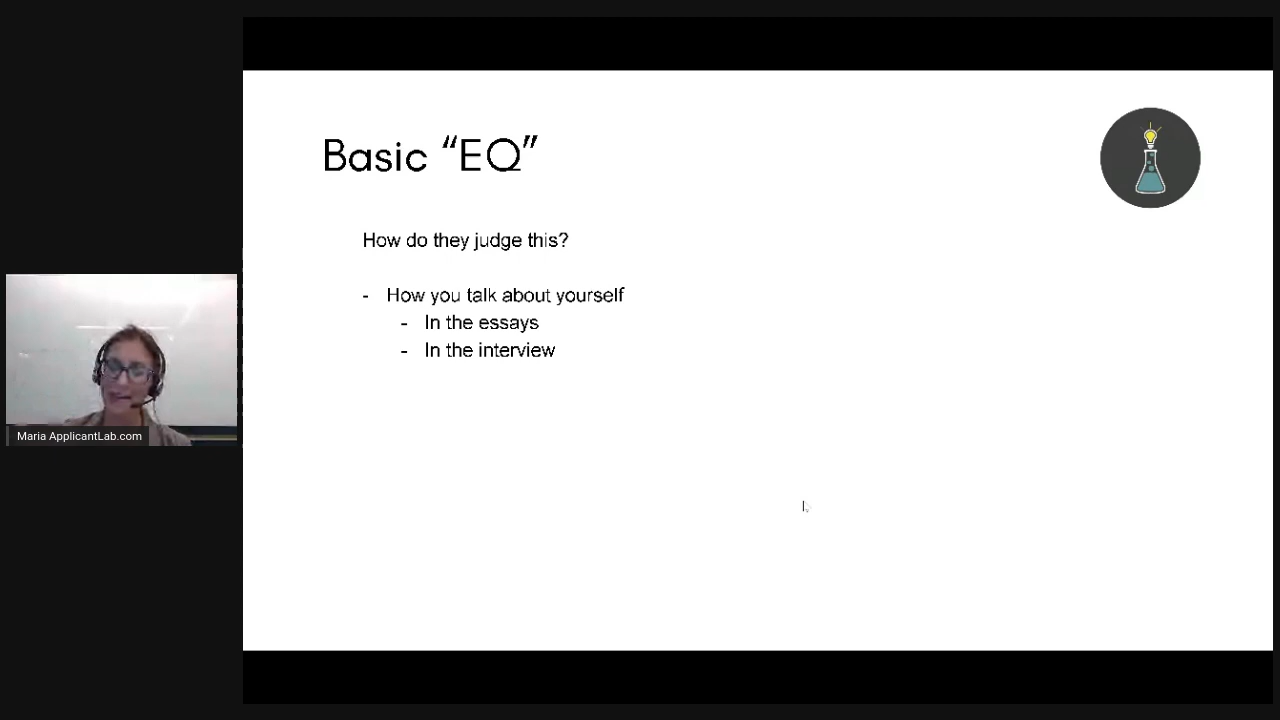 Basic “EQ”
How do they judge this?
- How you talk about yourself
- In the essays
- In the interview
Maria ApplicantLab.com